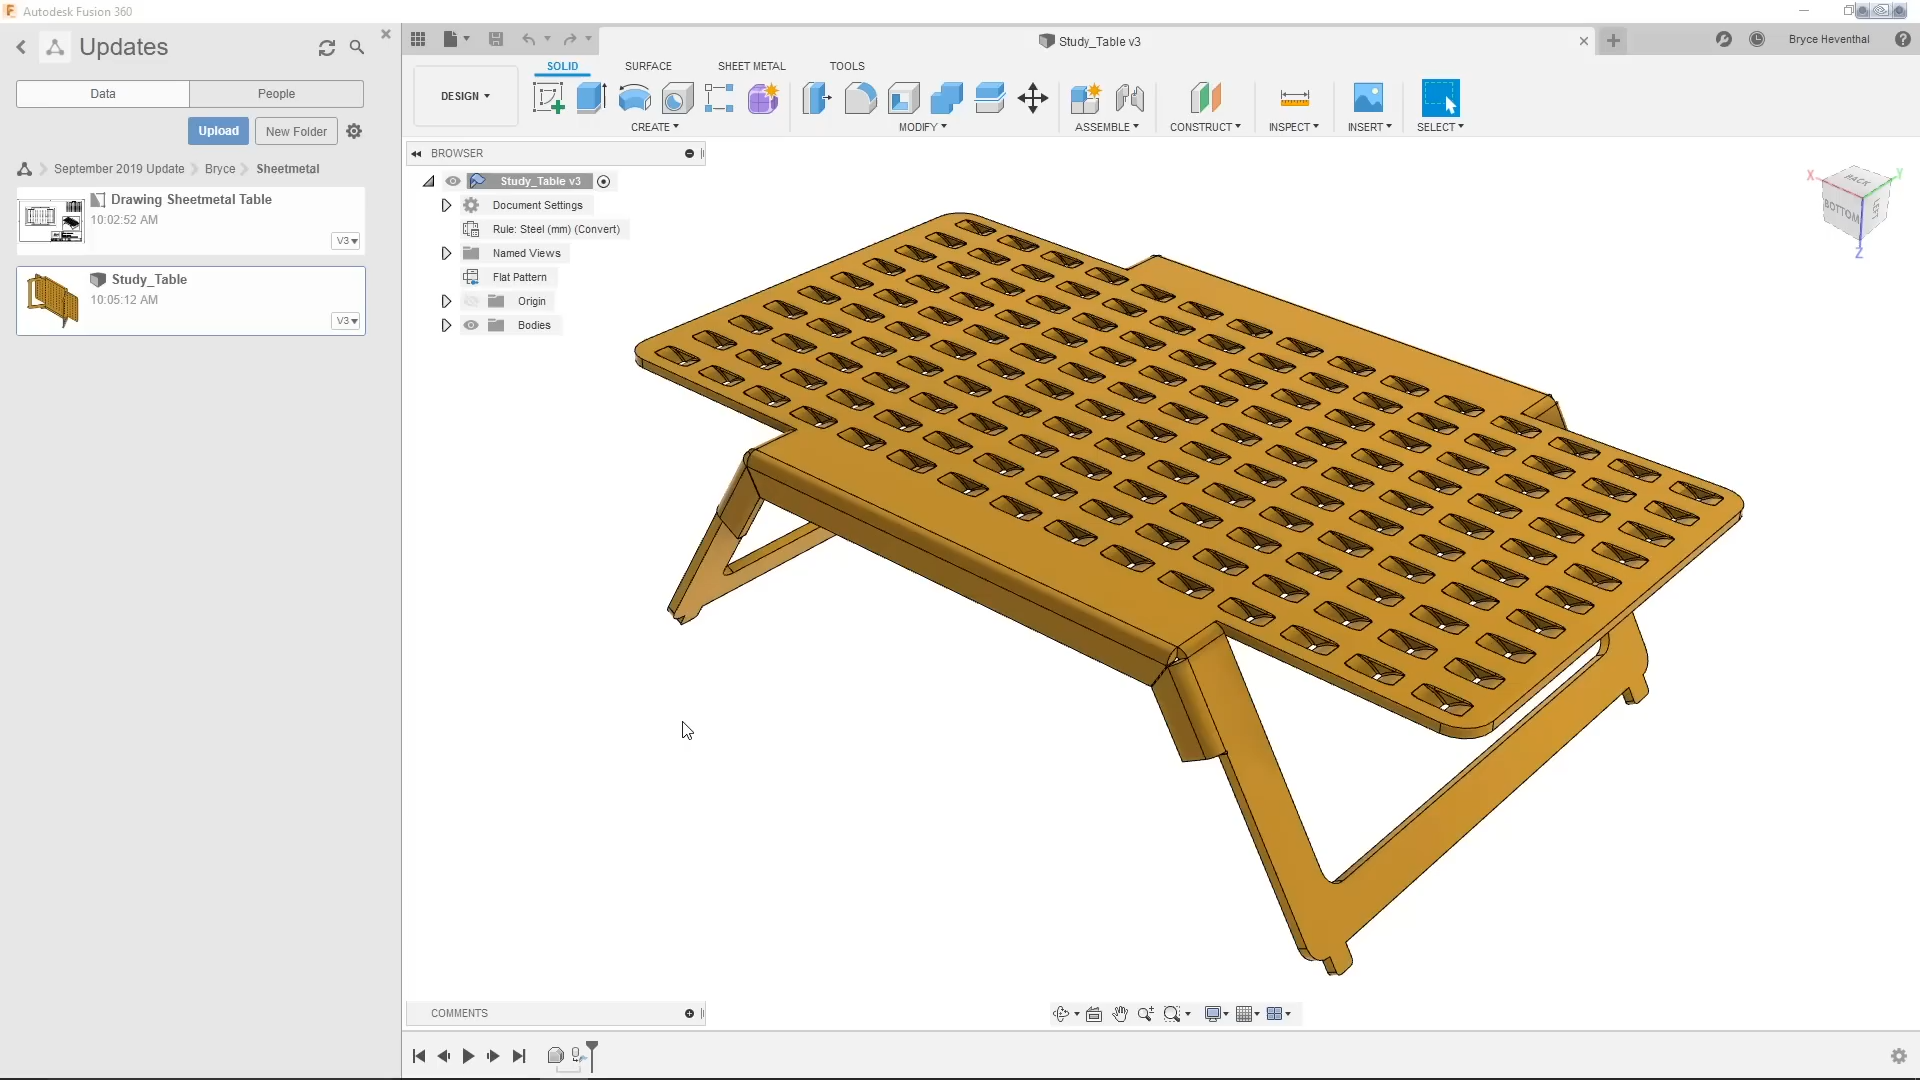 Autodesk Fusion 360
Updates
Data
People
Upload
New Folder
September 2019 Update
Bryce
Sheetmetal
Drawing Sheetmetal Table
10:02:52 AM
V3
Study_Table
10:05:12 AM
V3
Study_Table v3
Bryce Heventhal
SOLID
SURFACE
SHEET METAL
TOOLS
DESIGN
CREATE
MODIFY
ASSEMBLE
CONSTRUCT
INSPECT
INSERT
SELECT
BROWSER
Study_Table v3
Document Settings
Rule: Steel (mm) (Convert)
Named Views
Flat Pattern
Origin
Bodies
X
Y
Z
BACK
BOTTOM
LEFT
COMMENTS